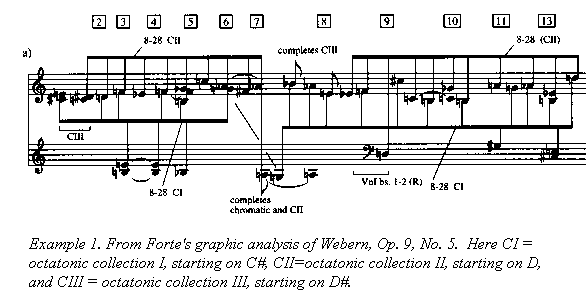 2 3 4 5 6 7 8 9 10 11 13
a)
8-28 CII
completes CIII
8-28 (CII)
CIII
8-28 CI
completes
chromatic and CII
Vol bs. 1-2 (R)
8-28 CI
Example 1. From Forte's graphic analysis of Webern, Op. 9, No. 5. Here CI =
octatonic collection I, starting on C#, CII=octatonic collection II, starting on D,
and CIII = octatonic collection III, starting on D#.